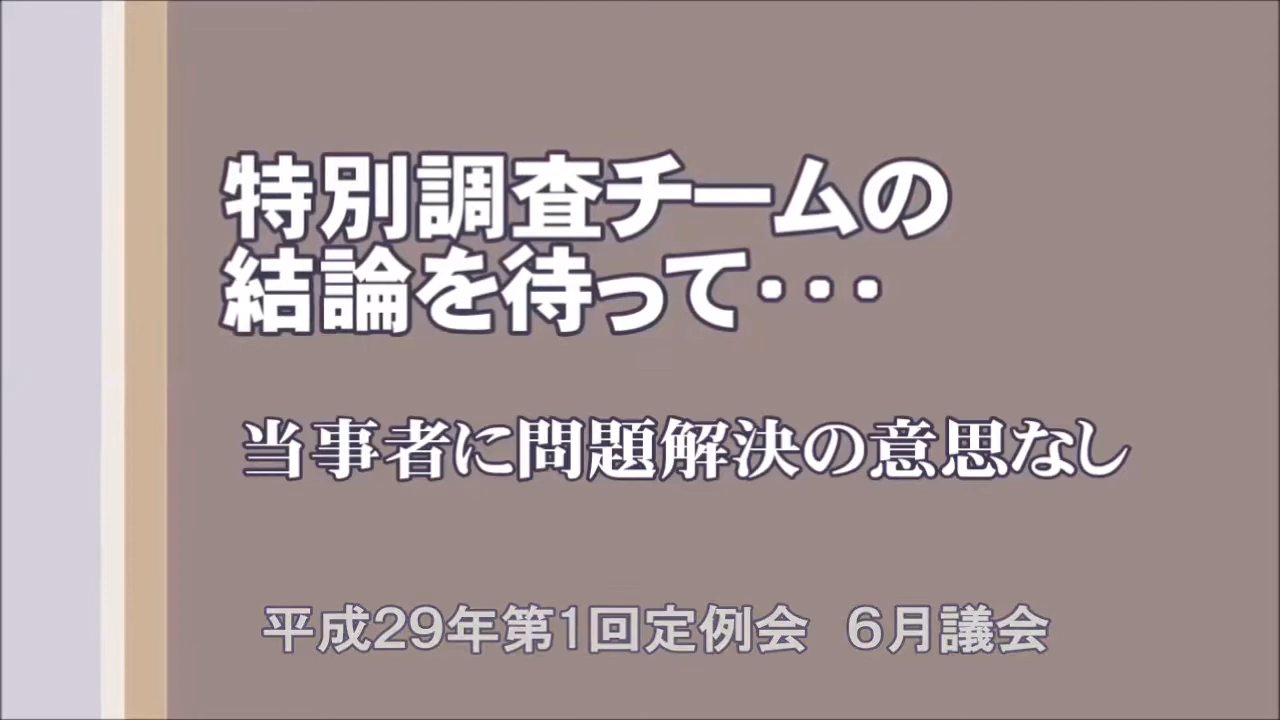 特別調査チームの
結論を待って・・・
当事者に問題解決の意思なし
平成29年第1回定例会　6月議会